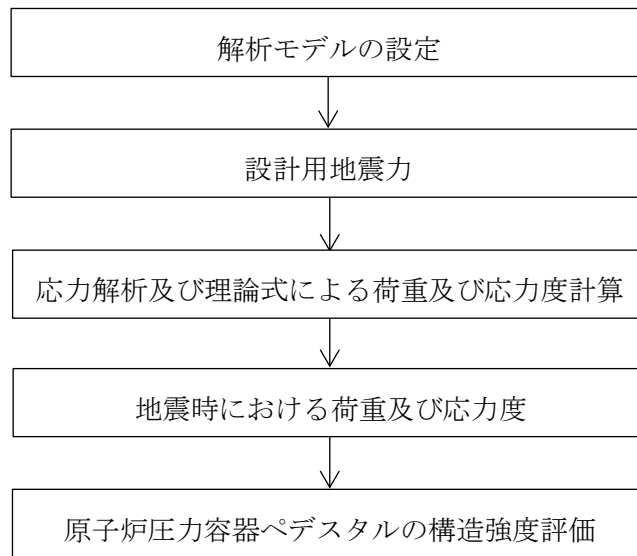 解析モデルの設定
設計用地震力
応力解析及び理論式による荷重及び応力度計算
地震時における荷重及び応力度
原子炉圧力容器ペデスタルの構造強度評価